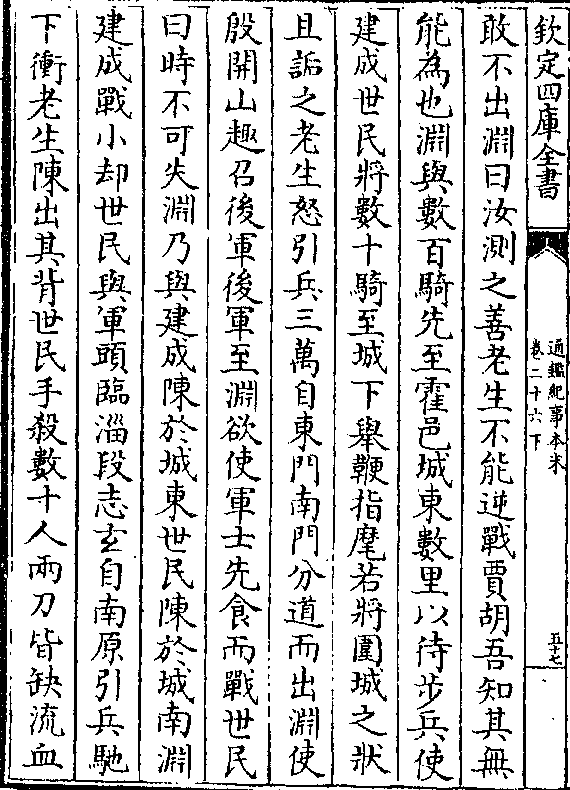 欽定四庫全書
通鑑紀事本末
卷二十六下
五十七
敢不出淵曰汝測之善老生不能逆戰賈胡吾知其無
能為也淵與數百騎先至霍邑城東數里以待步兵使
建成世民將數十騎至城下舉鞭指麾若將圍城之狀
且詬之老生怒引兵三萬自東門南門分道而出淵使
殷開山趣召後軍後軍至淵欲使軍士先食而戰世民
曰時不可失淵乃與建成陳於城東世民陳於城南淵
建成戰小却世民與軍頭臨淄段志玄自南原引兵馳
下衝老生陳出其背世民手殺數十人兩刀皆缺流血